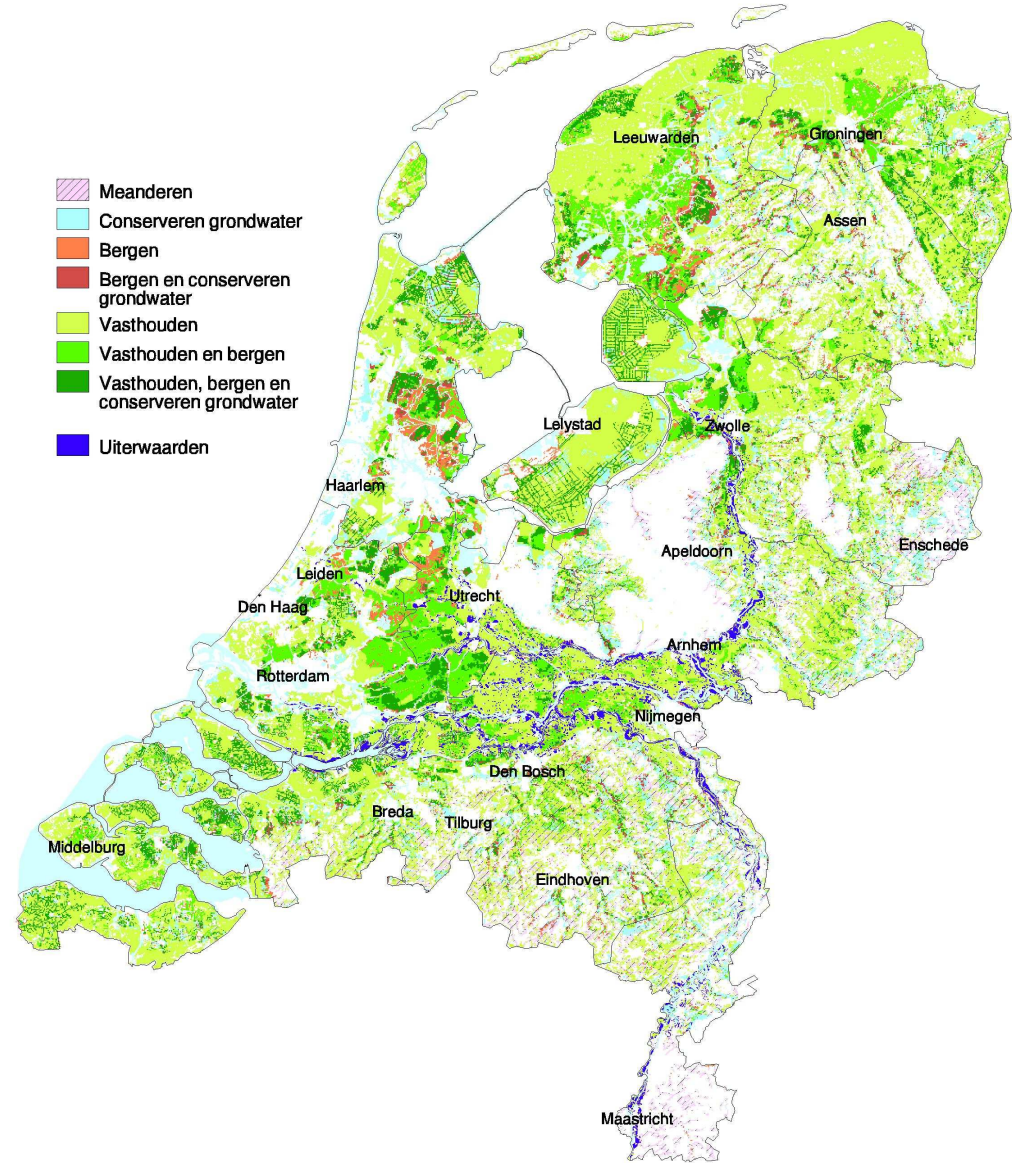 Meanderen
Conserveren grondwater
Bergen
Bergen en conserveren
grondwater
Vasthouden
Vasthouden en bergen
Vasthouden, bergen en
conserveren grondwater
Uiterwaarden
Leeuwarden
Groningen
Assen
Lelystad
Zwolle
Haarlem
Enschede
Apeldoorn
Leiden
Utrecht
Den Haag
Arnhem
Rotterdam
Nijmegen
Den Bosch
Breda
Tilburg
Middelburg
Eindhoven
Maastricht